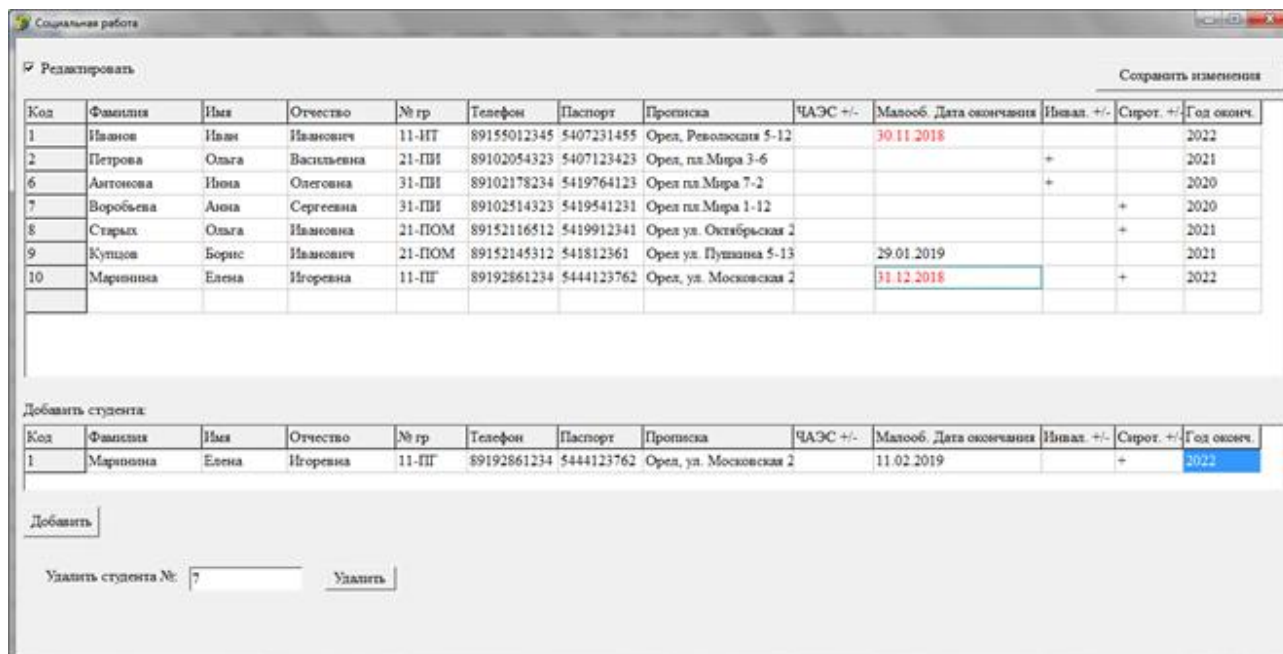 Социальная работа
Редактировать
Сохранить изменения
Код Фамилия Имя Отчество № гр Телефон Паспорт Прописка ЧАЭС +/- Малооб. Дата окончания Инвал. +/- Сирот. +/- Год оконч.
1 Иванов Иван Иванович 11-ИТ 89155012345 5407231455 Орел, Революция 5-12 30.11.2018 2022
2 Петрова Ольга Васильевна 21-ПИ 89102054323 5407123423 Орел, пл.Мира 3-6 + 2021
6 Антонова Инна Олеговна 31-ПИ 89102178234 5419764123 Орел пл.Мира 7-2 + 2020
7 Воробьева Анна Сергеевна 31-ПИ 89102514323 5419541231 Орел пл.Мира 1-12 + 2020
8 Старых Ольга Ивановна 21-ПОМ 89152116512 5419912341 Орел ул. Октябрьская 2 + 2021
9 Купцов Борис Иванович 21-ПОМ 89152145312 541812361 Орел ул. Пушкина 5-13 29.01.2019 2021
10 Маринина Елена Игоревна 11-ПГ 89192861234 5444123762 Орел, ул. Московская 2 31.12.2018 + 2022
Добавить студента:
Код Фамилия Имя Отчество № гр Телефон Паспорт Прописка ЧАЭС +/- Малооб. Дата окончания Инвал. +/- Сирот. +/- Год оконч.
1 Маринина Елена Игоревна 11-ПГ 89192861234 5444123762 Орел, ул. Московская 2 11.02.2019 + 2022
Добавить
Удалить студента №: 7 Удалить